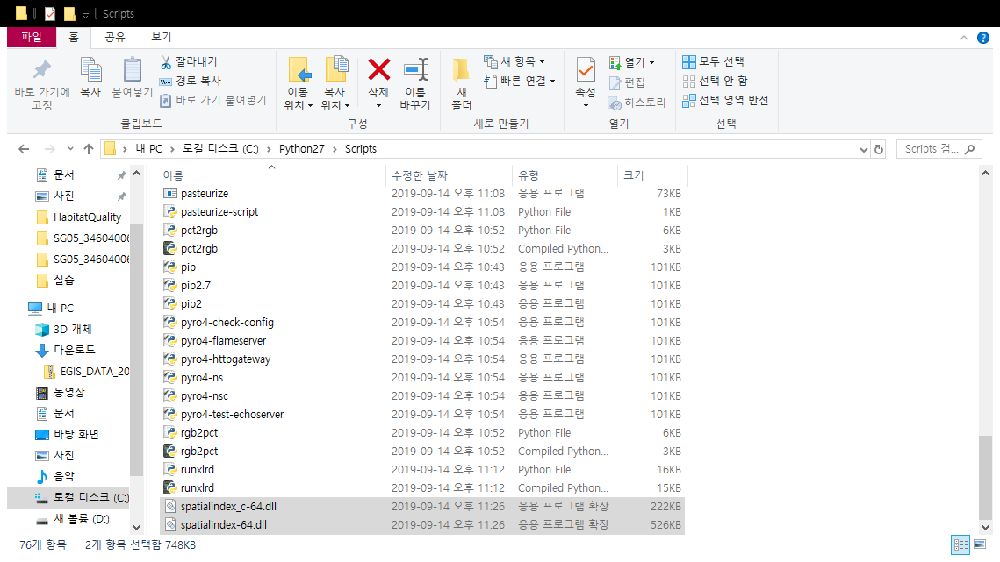 Scripts
파일 홈 공유 보기
바로 가기에 고정
복사
붙여넣기
잘라내기
경로 복사
바로 가기 붙여넣기
클립보드
이동 위치
복사 위치
삭제
이름 바꾸기
구성
새 폴더
새 항목
빠른 연결
새로 만들기
속성
열기
편집
히스토리
열기
모두 선택
선택 안 함
선택 영역 반전
선택
내 PC › 로컬 디스크 (C:) › Python27 › Scripts
Scripts 검...
문서
사진
HabitatQuality
SG05_34604006
SG05_34604006
실습
내 PC
3D 개체
다운로드
EGIS_DATA_20
동영상
문서
바탕 화면
사진
음악
로컬 디스크 (C:)
새 볼륨 (D:)
이름 수정한 날짜 유형 크기
pasteurize 2019-09-14 오후 11:08 응용 프로그램 73KB
pasteurize-script 2019-09-14 오후 11:08 Python File 1KB
pct2rgb 2019-09-14 오후 10:52 Python File 6KB
pct2rgb 2019-09-14 오후 10:52 Compiled Python... 3KB
pip 2019-09-14 오후 10:43 응용 프로그램 101KB
pip2.7 2019-09-14 오후 10:43 응용 프로그램 101KB
pip2 2019-09-14 오후 10:43 응용 프로그램 101KB
pyro4-check-config 2019-09-14 오후 10:54 응용 프로그램 101KB
pyro4-flameserver 2019-09-14 오후 10:54 응용 프로그램 101KB
pyro4-httpgateway 2019-09-14 오후 10:54 응용 프로그램 101KB
pyro4-ns 2019-09-14 오후 10:54 응용 프로그램 101KB
pyro4-nsc 2019-09-14 오후 10:54 응용 프로그램 101KB
pyro4-test-echoserver 2019-09-14 오후 10:54 응용 프로그램 101KB
rgb2pct 2019-09-14 오후 10:52 Python File 6KB
rgb2pct 2019-09-14 오후 10:52 Compiled Python... 3KB
runxlrd 2019-09-14 오후 11:12 Python File 16KB
runxlrd 2019-09-14 오후 11:12 Compiled Python... 15KB
spatialindex_c-64.dll 2019-09-14 오후 11:26 응용 프로그램 확장 222KB
spatialindex-64.dll 2019-09-14 오후 11:26 응용 프로그램 확장 526KB
76개 항목 2개 항목 선택함 748KB